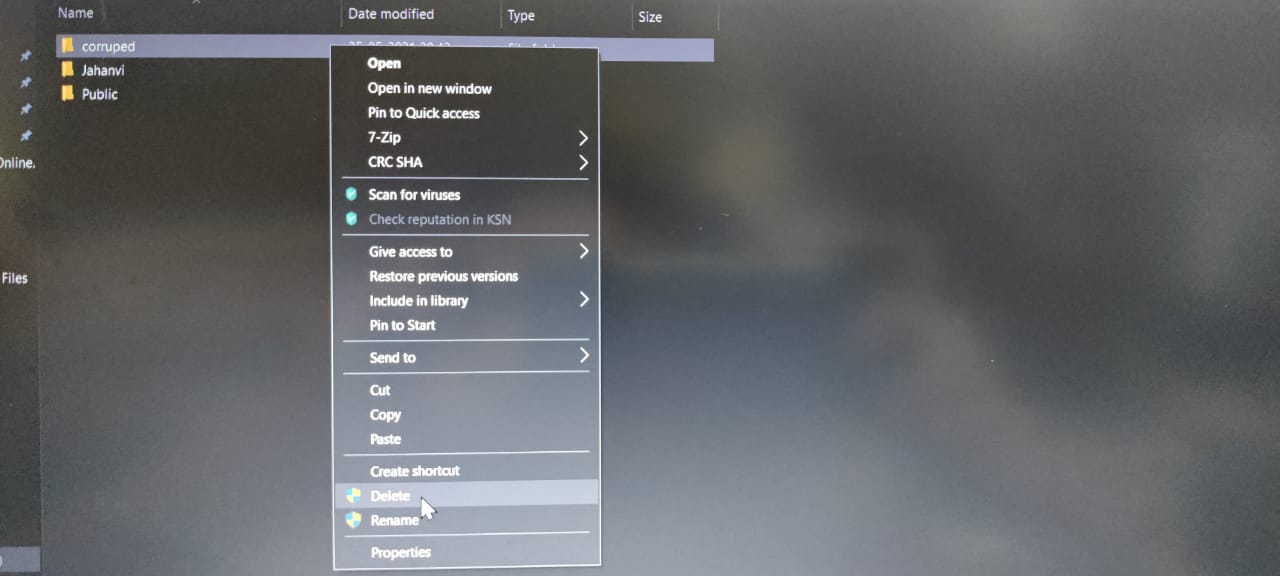 Name Date modified Type Size
corruped
Jahanvi
Public
Online.
Files
Open
Open in new window
Pin to Quick access
7-Zip
CRC SHA
Scan for viruses
Check reputation in KSN
Give access to
Restore previous versions
Include in library
Pin to Start
Send to
Cut
Copy
Paste
Create shortcut
Delete
Rename
Properties